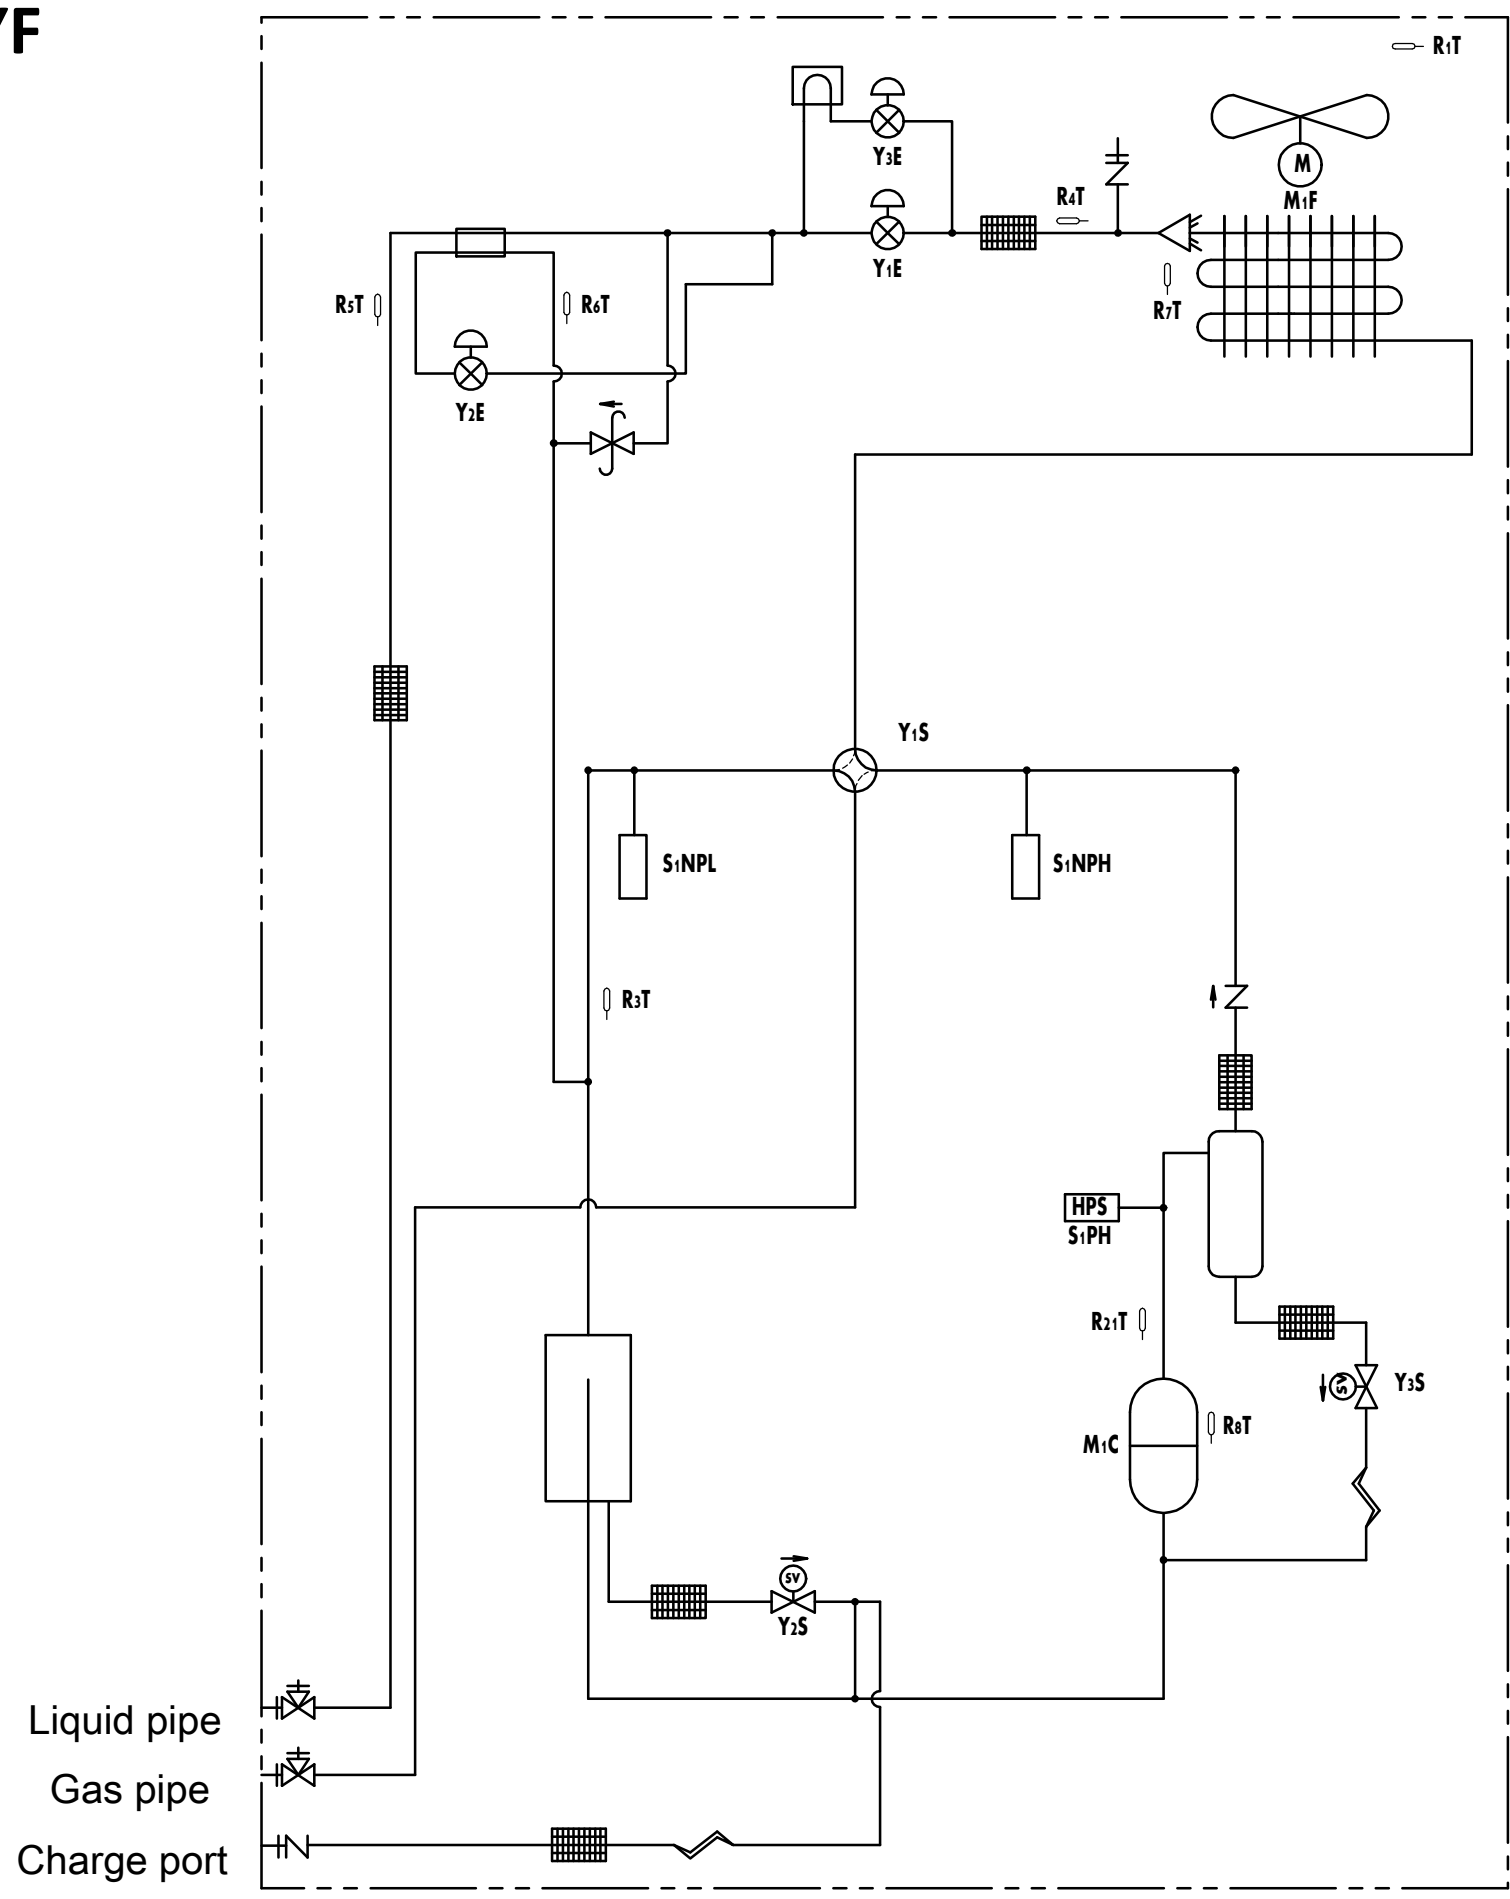 YF
R1T
Y3E
M
M1F
R4T
Y1E
R7T
R5T
R6T
Y2E
Y1S
S1NPL
S1NPH
R3T
HPS
S1PH
R21T
SV
Y3S
M1C
R8T
SV
Y2S
Liquid pipe
Gas pipe
Charge port